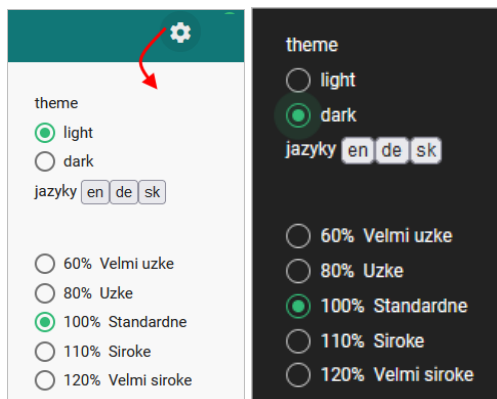 theme
light
dark
jazyky en de sk
60% Velmi uzke
80% Uzke
100% Standardne
110% Siroke
120% Velmi siroke
theme
light
dark
jazyky en de sk
60% Velmi uzke
80% Uzke
100% Standardne
110% Siroke
120% Velmi siroke